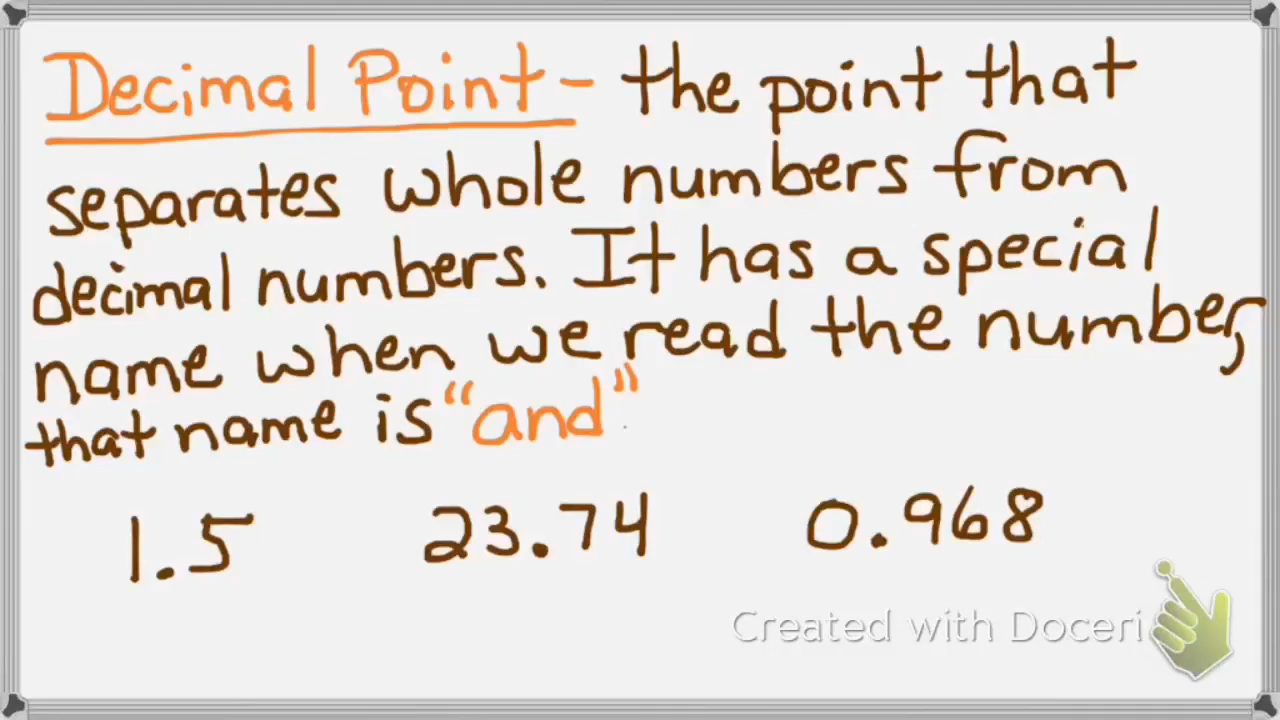 Decimal Point - the point that
separates whole numbers from
decimal numbers. It has a special
name when we read the number,
that name is "and"
1.5 23.74 0.968
Created with Doceri